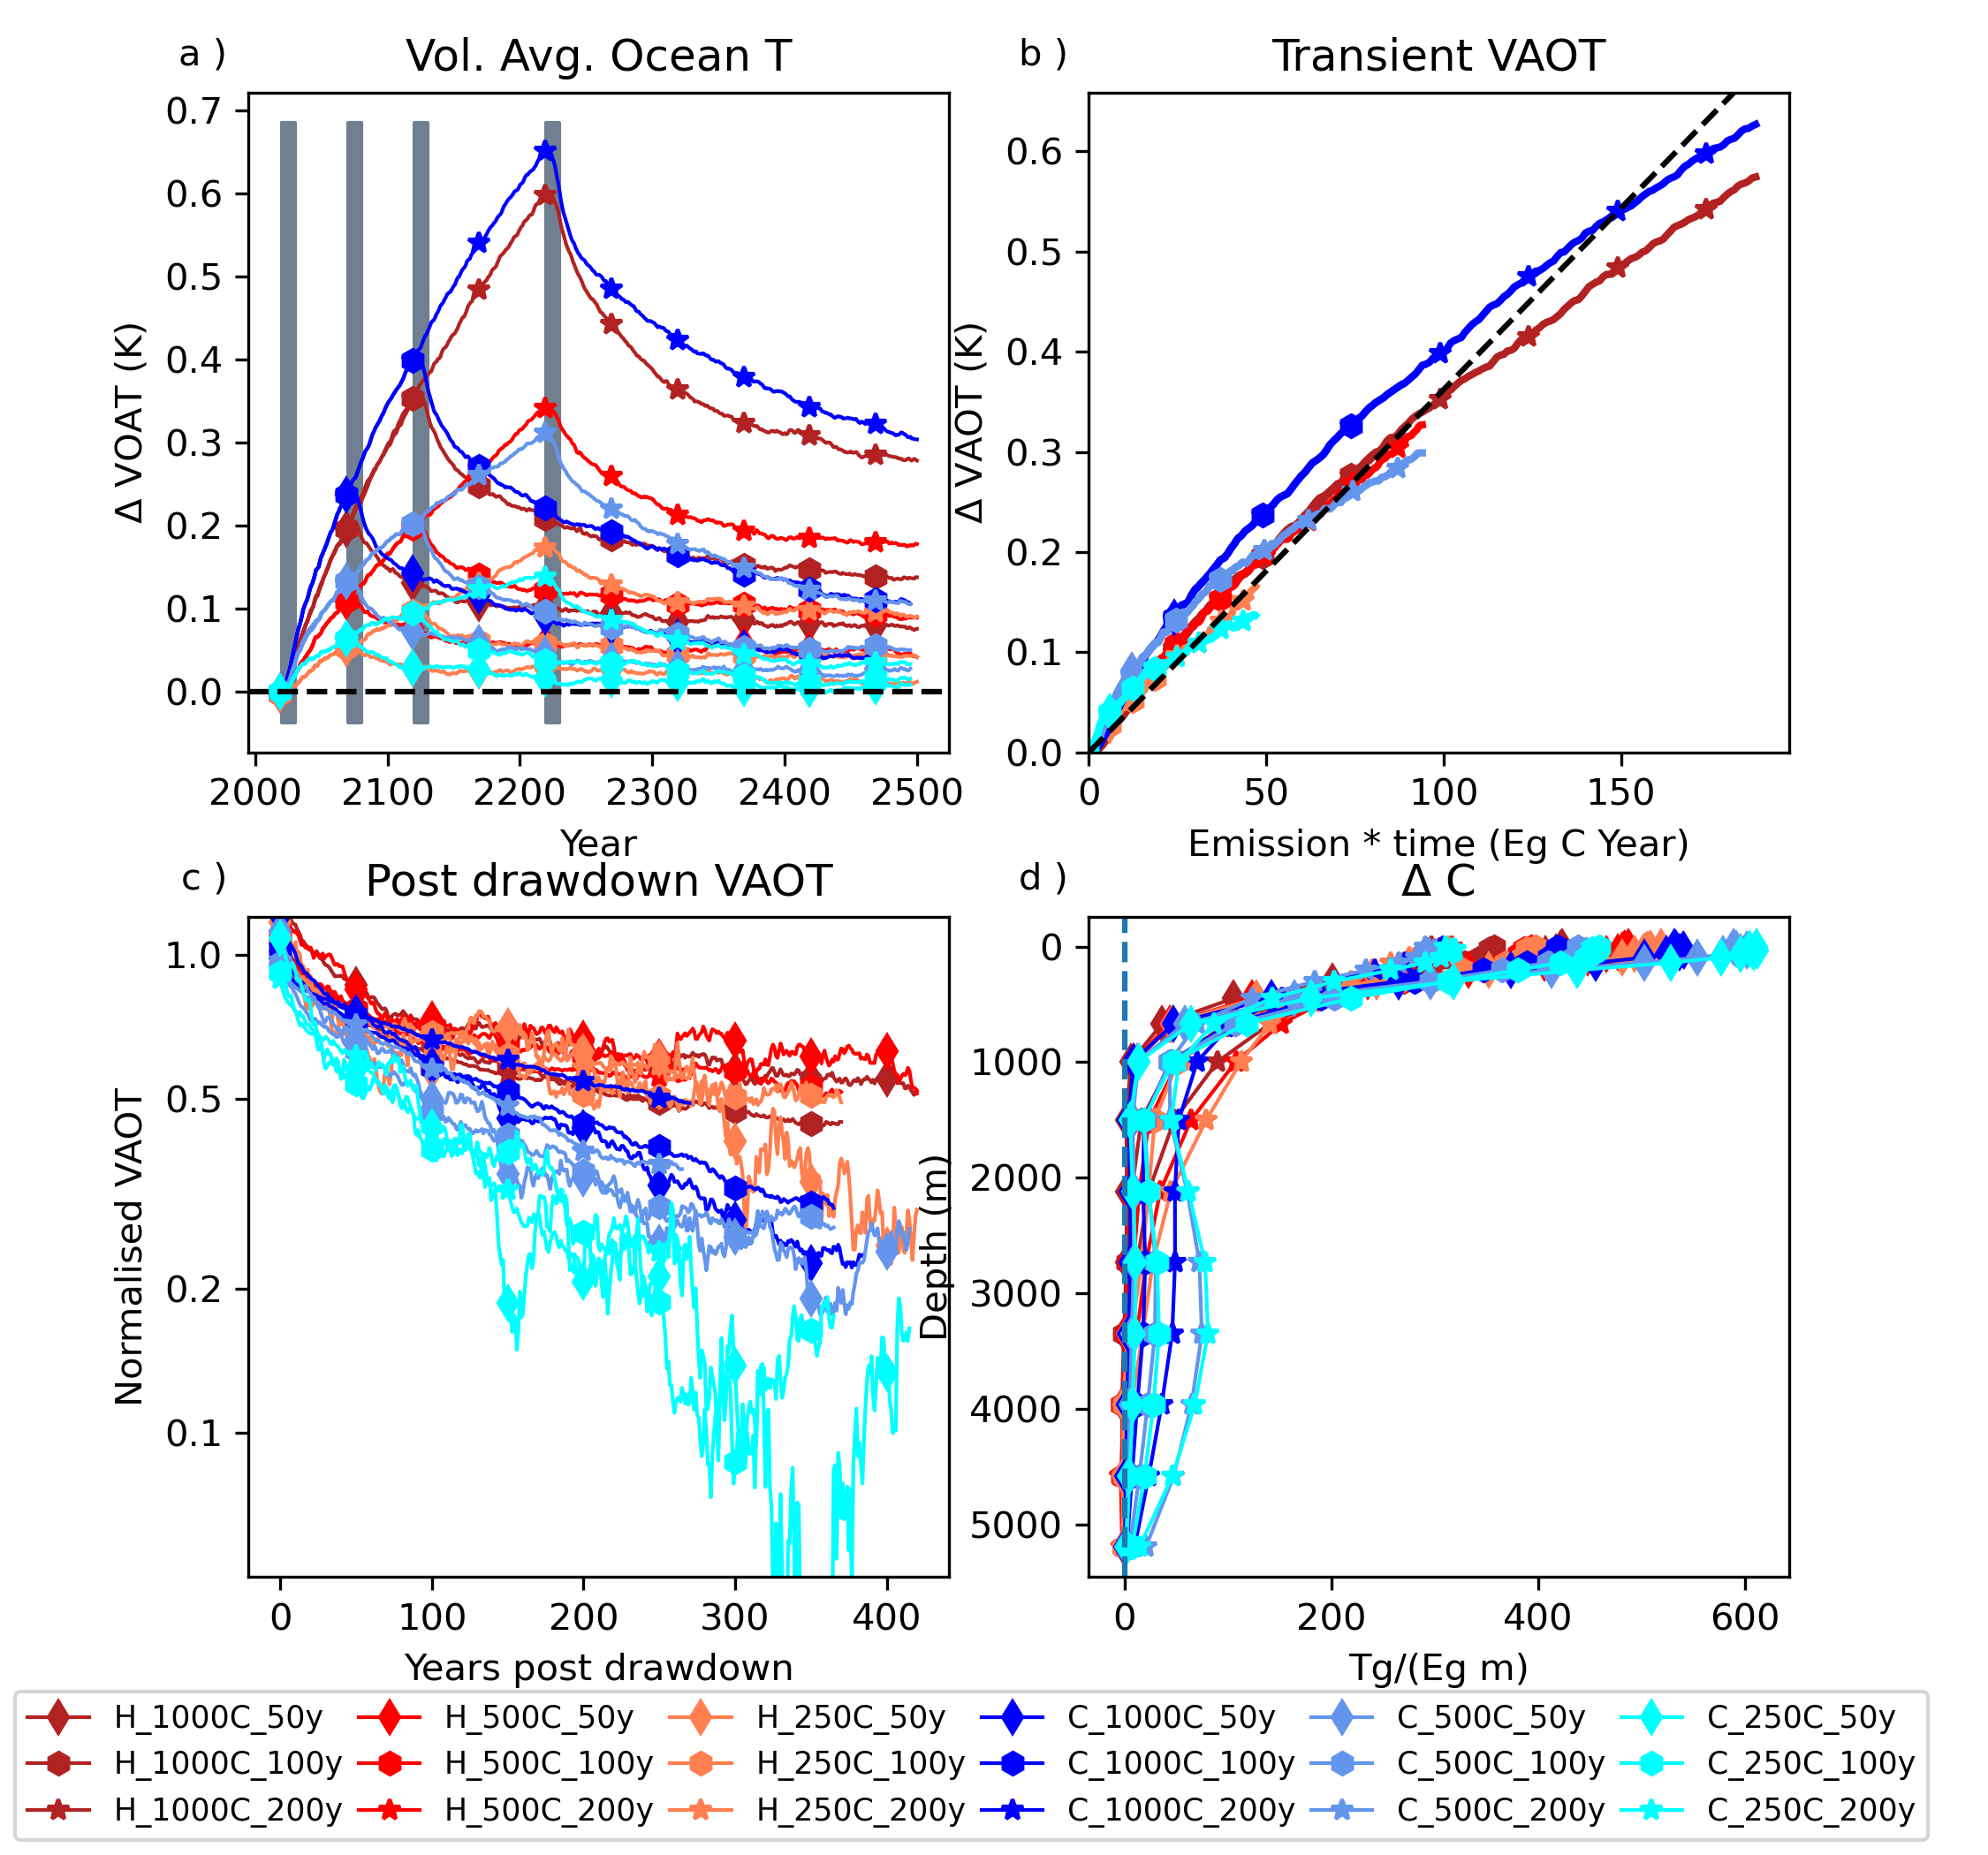 a )
Vol. Avg. Ocean T
0.7
0.6
0.5
0.4
0.3
0.2
0.1
0.0
Δ VOAT (K)
2000 2100 2200 2300 2400 2500
Year
b )
Transient VAOT
0.6
0.5
0.4
0.3
0.2
0.1
0.0
Δ VAOT (K)
0 50 100 150
Emission * time (Eg C Year)
c )
Post drawdown VAOT
1.0
0.5
0.2
0.1
Normalised VAOT
0 100 200 300 400
Years post drawdown
d )
Δ C
0
1000
2000
3000
4000
5000
Depth (m)
0 200 400 600
Tg/(Eg m)
H_1000C_50y H_500C_50y H_250C_50y C_1000C_50y C_500C_50y C_250C_50y
H_1000C_100y H_500C_100y H_250C_100y C_1000C_100y C_500C_100y C_250C_100y
H_1000C_200y H_500C_200y H_250C_200y C_1000C_200y C_500C_200y C_250C_200y